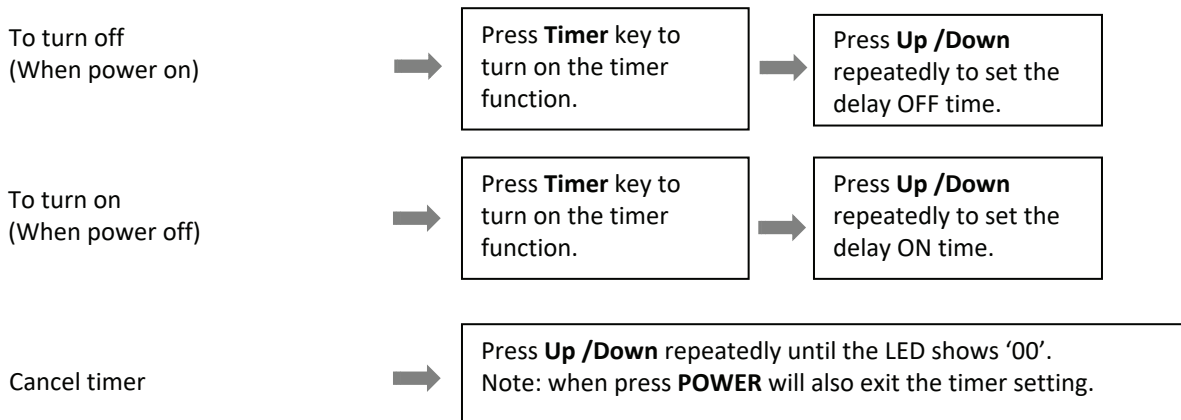 To turn off
(When power on)
Press Timer key to
turn on the timer
function.
Press Up /Down
repeatedly to set the
delay OFF time.
To turn on
(When power off)
Press Timer key to
turn on the timer
function.
Press Up /Down
repeatedly to set the
delay ON time.
Cancel timer
Press Up /Down repeatedly until the LED shows ‘00’.
Note: when press POWER will also exit the timer setting.